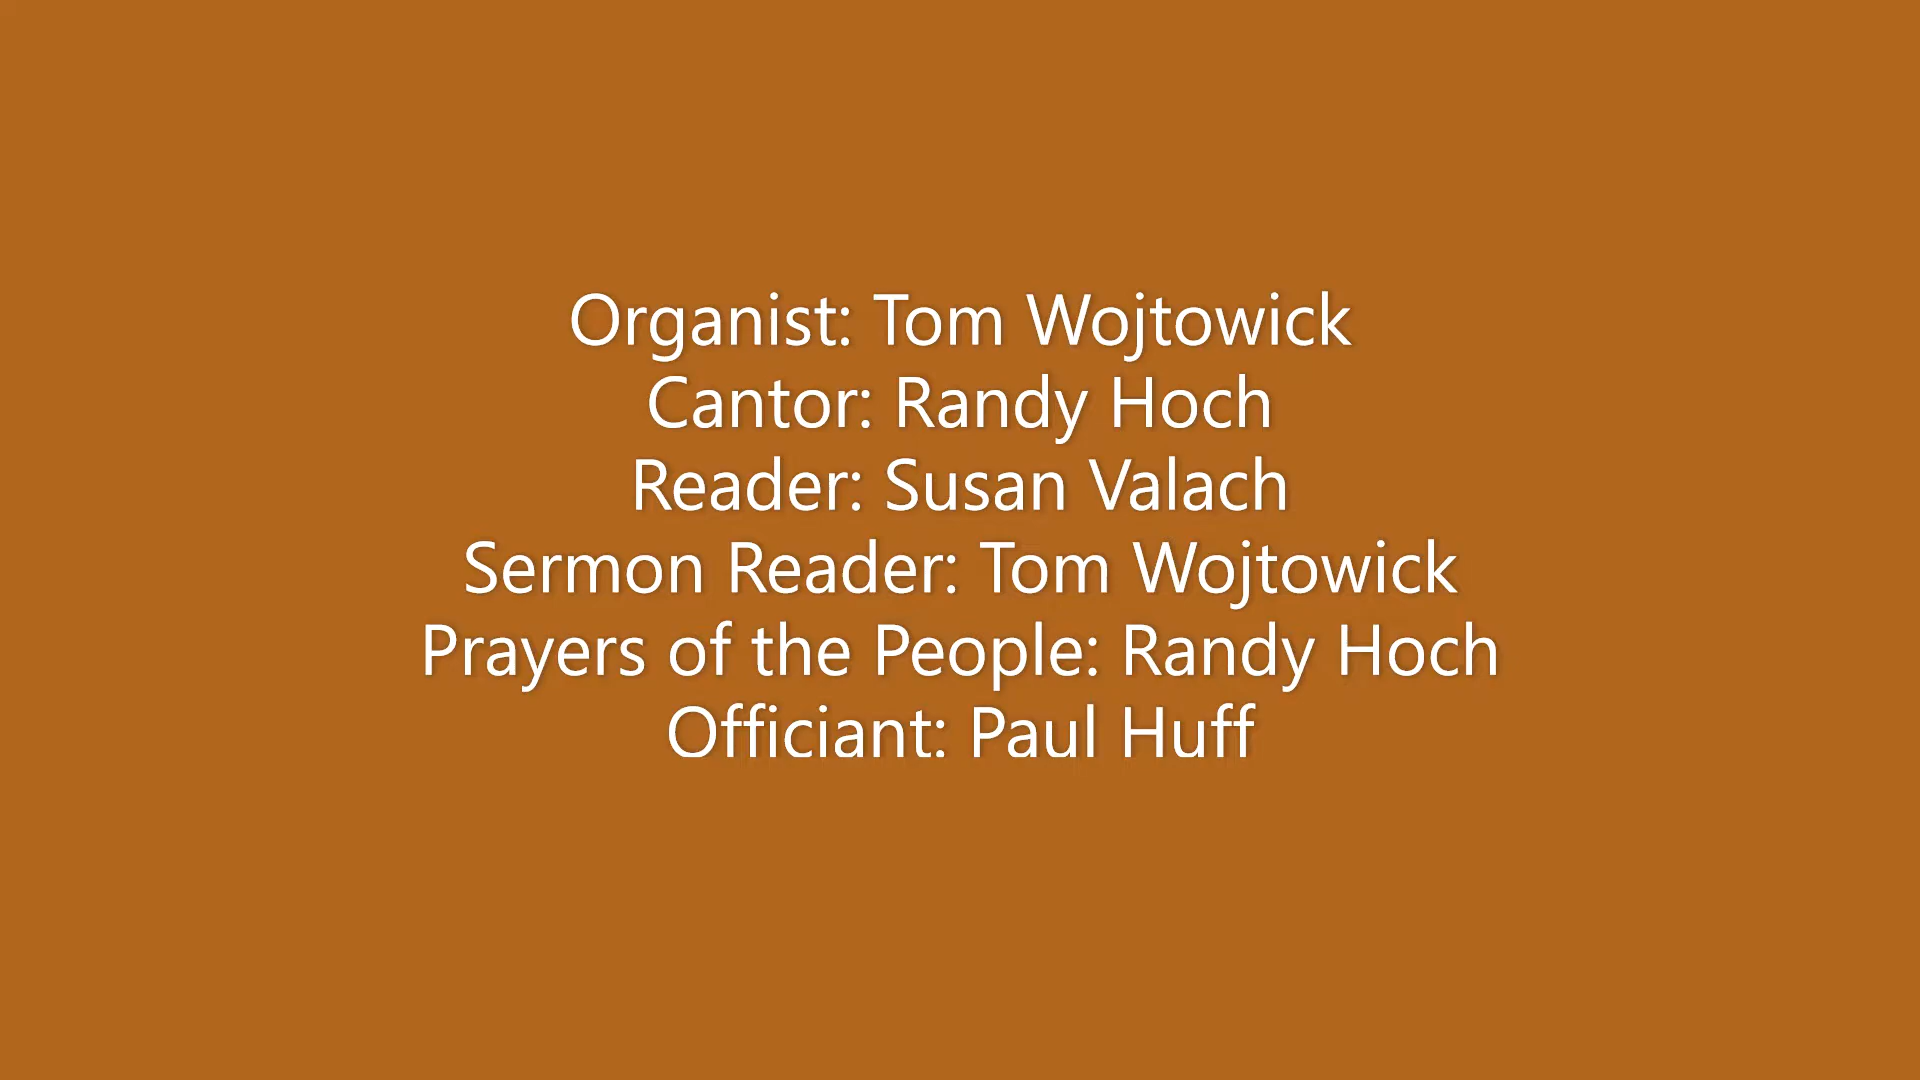 Organist: Tom Wojtowick
Cantor: Randy Hoch
Reader: Susan Valach
Sermon Reader: Tom Wojtowick
Prayers of the People: Randy Hoch
Officiant: Paul Huff